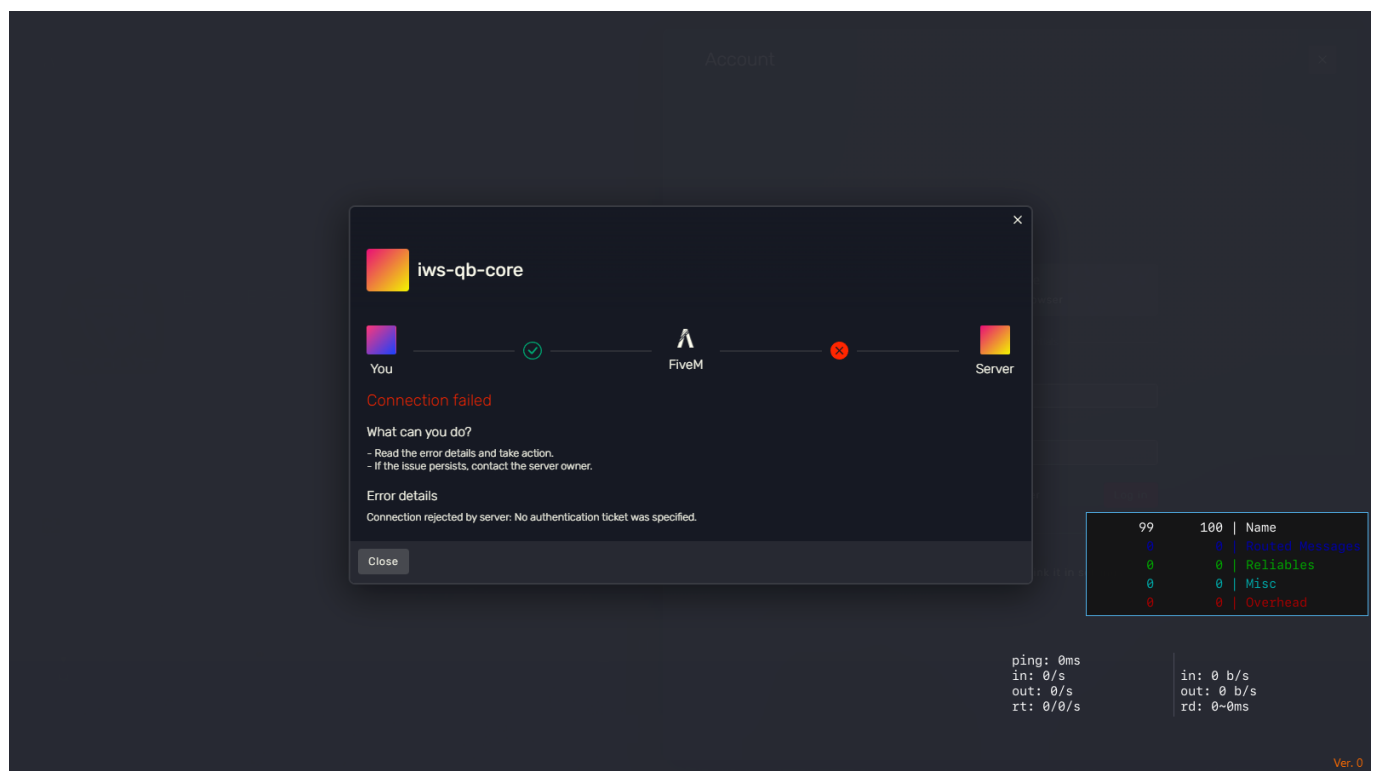 Account
iws-qb-core
You
FiveM
Server
Connection failed
What can you do?
- Read the error details and take action.
- If the issue persists, contact the server owner.
Error details
Connection rejected by server: No authentication ticket was specified.
Close
99 100 | Name
0 0 | Routed Messages
0 0 | Reliables
0 0 | Misc
0 0 | Overhead
ping: 0ms
in: 0/s
out: 0/s
rt: 0/0/s
in: 0 b/s
out: 0 b/s
rd: 0~0ms
Ver. 0